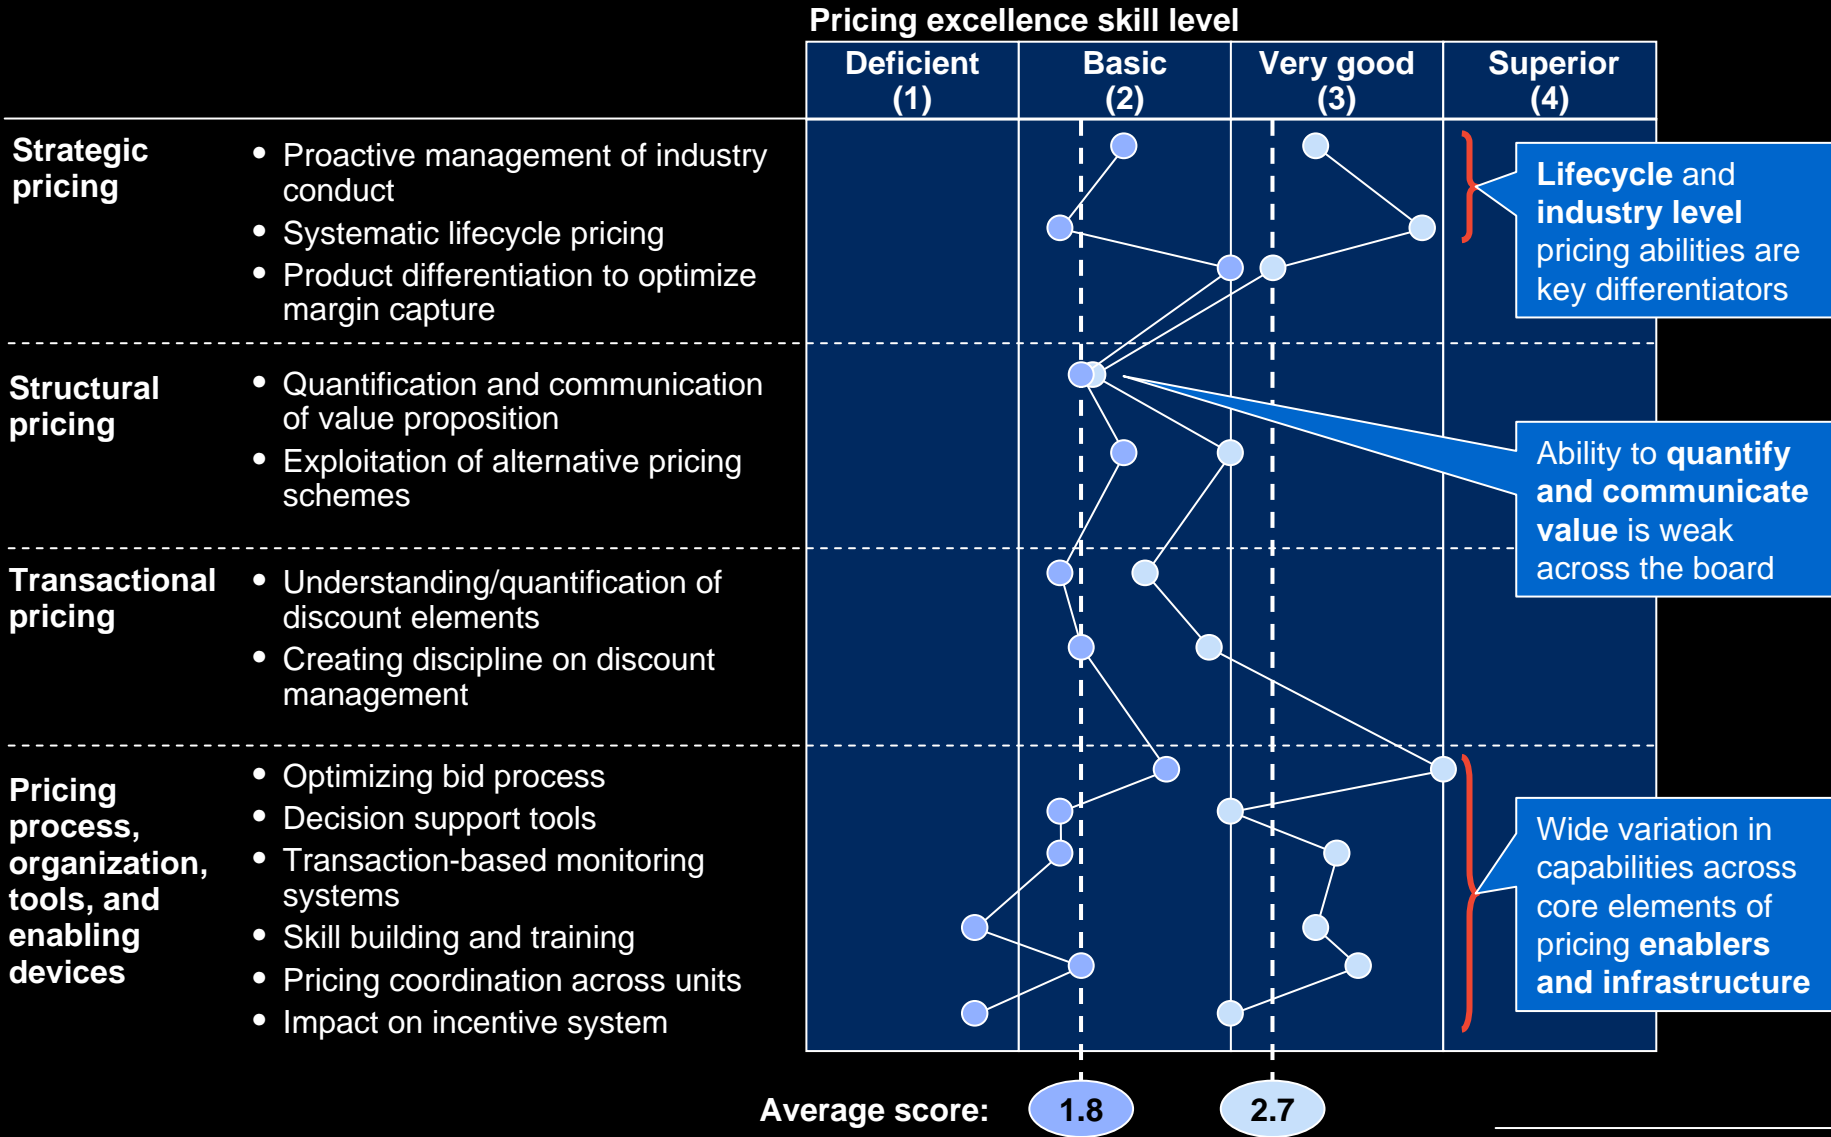 Pricing excellence skill level
Deficient
(1)
Basic
(2)
Very good
(3)
Superior
(4)
Strategic
pricing
• Proactive management of industry
conduct
• Systematic lifecycle pricing
• Product differentiation to optimize
margin capture
Lifecycle and
industry level
pricing abilities are
key differentiators
Structural
pricing
• Quantification and communication
of value proposition
• Exploitation of alternative pricing
schemes
Ability to quantify
and communicate
value is weak
across the board
Transactional
pricing
• Understanding/quantification of
discount elements
• Creating discipline on discount
management
Pricing
process,
organization,
tools, and
enabling
devices
• Optimizing bid process
• Decision support tools
• Transaction-based monitoring
systems
• Skill building and training
• Pricing coordination across units
• Impact on incentive system
Wide variation in
capabilities across
core elements of
pricing enablers
and infrastructure
Average score: 1.8 2.7